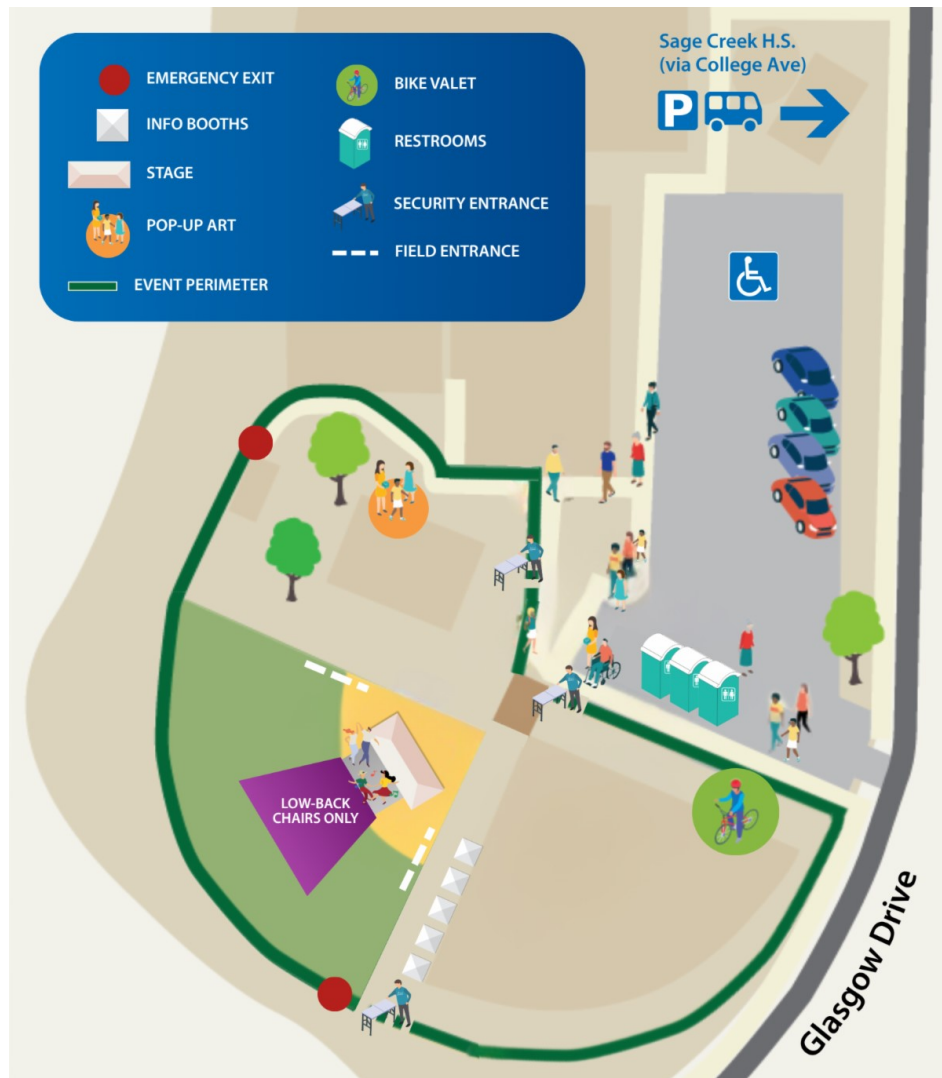 EMERGENCY EXIT
INFO BOOTHS
STAGE
POP-UP ART
EVENT PERIMETER
BIKE VALET
RESTROOMS
SECURITY ENTRANCE
FIELD ENTRANCE
Sage Creek H.S.
(via College Ave)
P
LOW-BACK
CHAIRS ONLY
Glasgow Drive